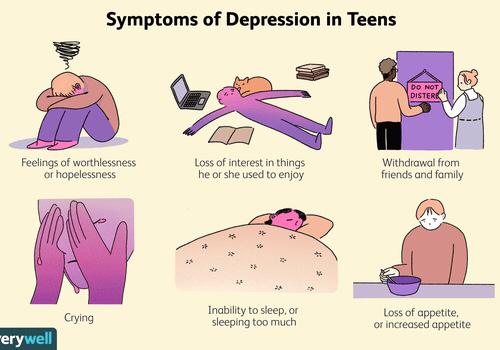 Symptoms of Depression in Teens
DO NOT
DISTERB
Feelings of worthlessness
or hopelessness
Loss of interest in things
he or she used to enjoy
Withdrawal from
friends and family
Crying
Inability to sleep, or
sleeping too much
Loss of appetite,
or increased appetite
verywell